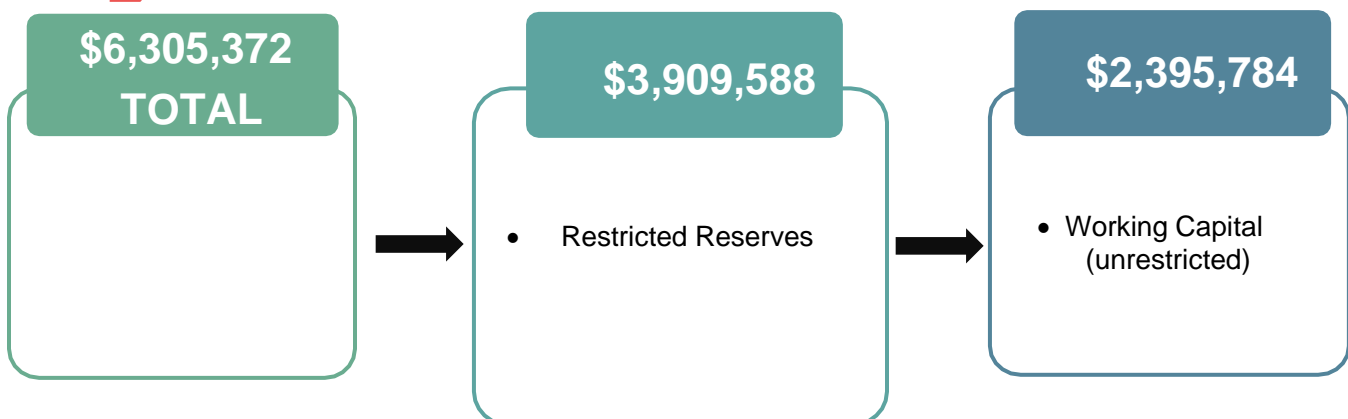 $6,305,372
TOTAL
$3,909,588
• Restricted Reserves
$2,395,784
• Working Capital
(unrestricted)